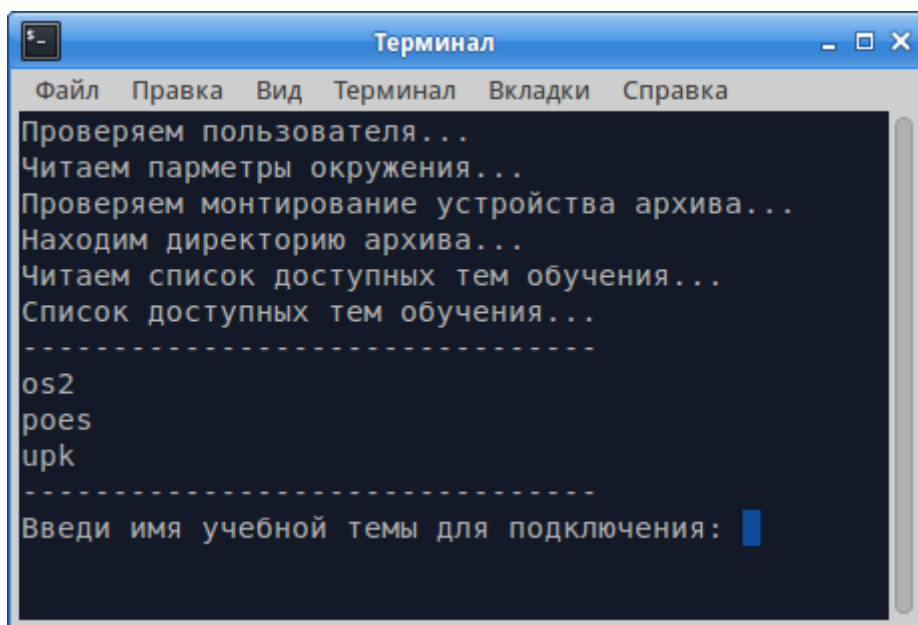 Терминал
Файл Правка Вид Терминал Вкладки Справка
Проверяем пользователя...
Читаем парметры окружения...
Проверяем монтирование устройства архива...
Находим директорию архива...
Читаем список доступных тем обучения...
Список доступных тем обучения...
--------------------------------
os2
poes
upk
--------------------------------
Введи имя учебной темы для подключения: